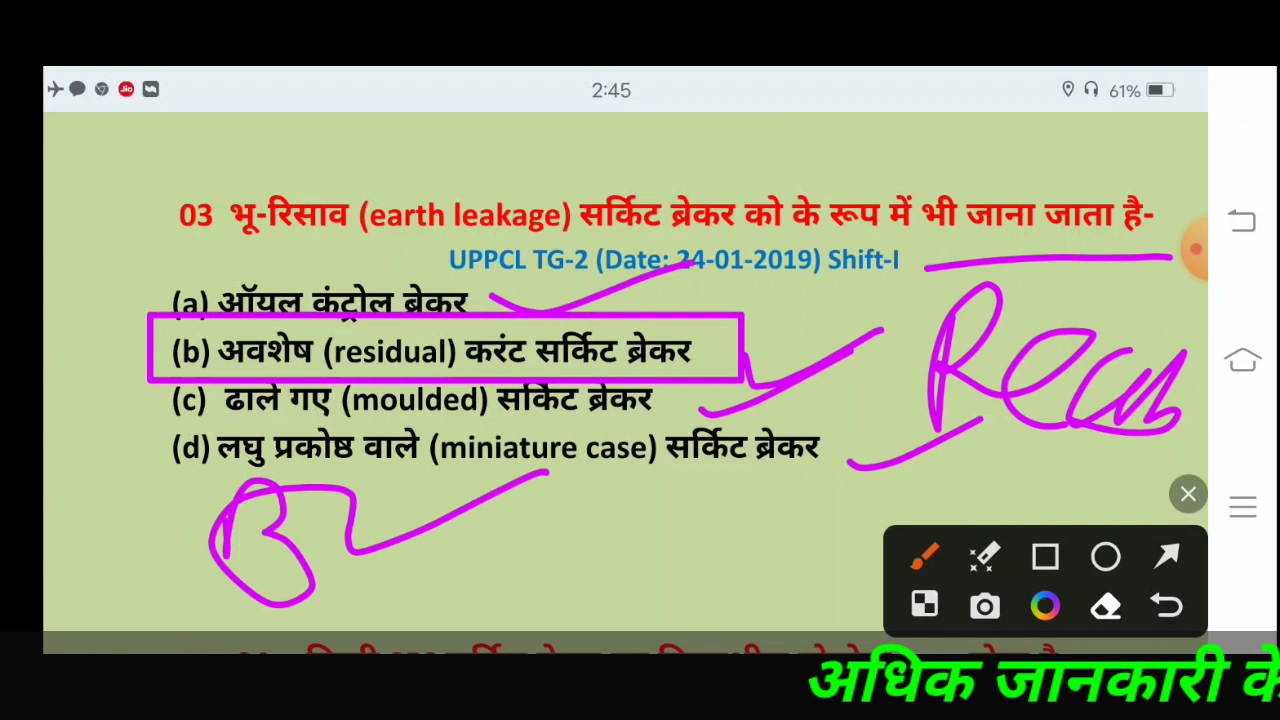 2:45
61%
03 भू-रिसाव (earth leakage) सर्किट ब्रेकर को के रूप में भी जाना जाता है-
UPPCL TG-2 (Date: 24-01-2019) Shift-I
(a) ऑयल कंट्रोल ब्रेकर
(b) अवशेष (residual) करंट सर्किट ब्रेकर
(c) ढाले गए (moulded) सर्किट ब्रेकर
(d) लघु प्रकोष्ठ वाले (miniature case) सर्किट ब्रेकर
B
अधिक जानकारी के